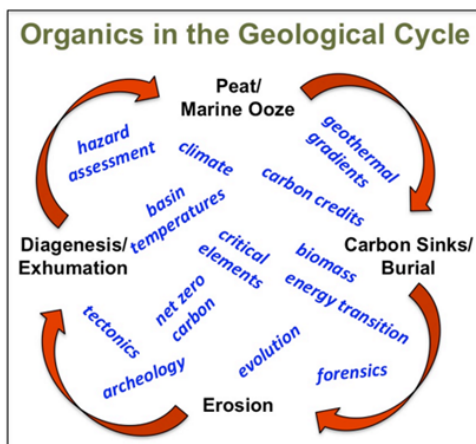 Organics in the Geological Cycle
Peat/
Marine Ooze
hazard
assessment
climate
geothermal
gradients
carbon credits
basin
temperatures
Diagenesis/
Exhumation
critical
elements
biomass
Carbon Sinks/
Burial
energy transition
net zero
carbon
tectonics
archeology
evolution
forensics
Erosion